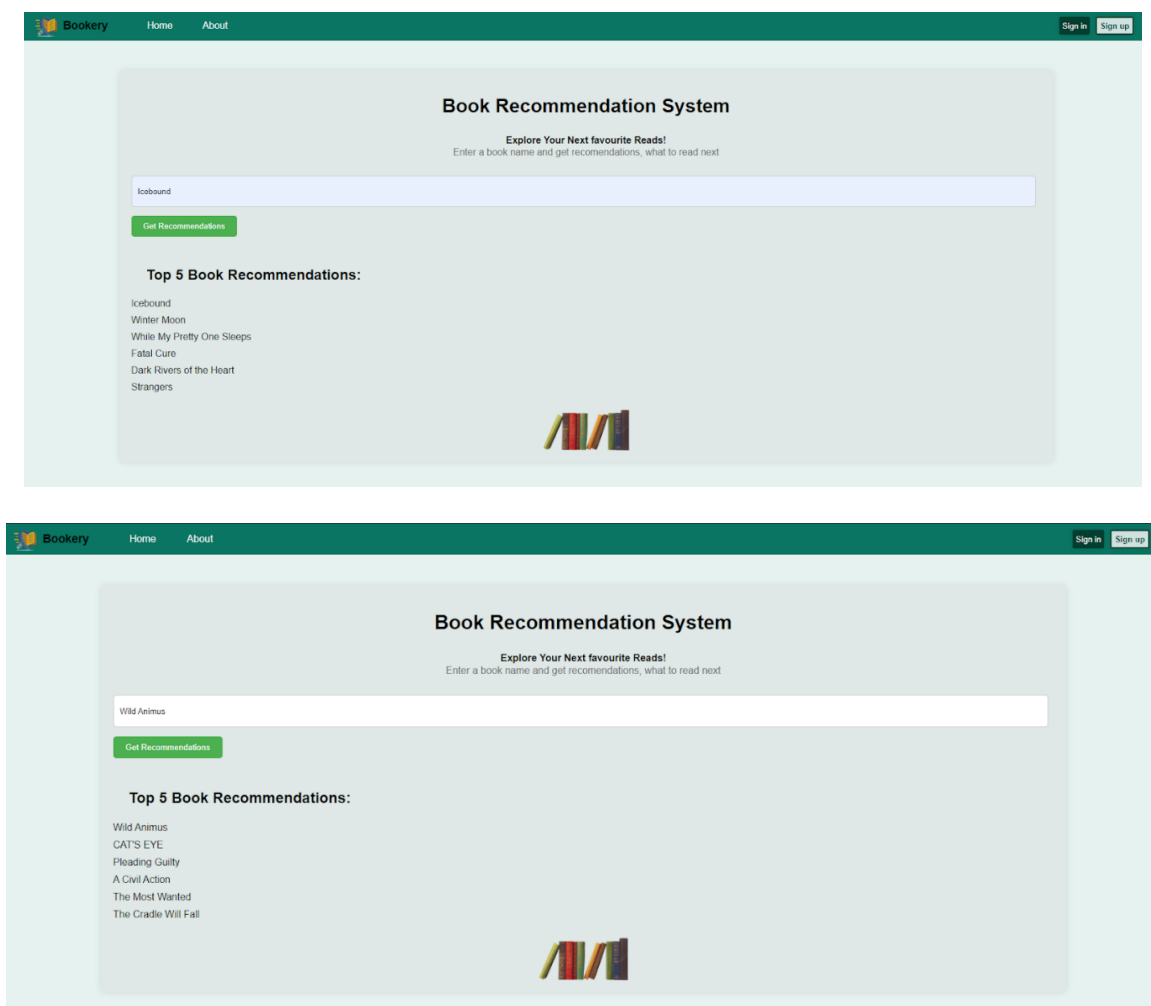 Bookery Home About Sign in Sign up
Book Recommendation System
Explore Your Next favourite Reads!
Enter a book name and get recomendations, what to read next
Icebound
Get Recommendations
Top 5 Book Recommendations:
Icebound
Winter Moon
While My Pretty One Sleeps
Fatal Cure
Dark Rivers of the Heart
Strangers
Bookery Home About Sign in Sign up
Book Recommendation System
Explore Your Next favourite Reads!
Enter a book name and get recomendations, what to read next
Wild Animus
Get Recommendations
Top 5 Book Recommendations:
Wild Animus
CAT'S EYE
Pleading Guilty
A Civil Action
The Most Wanted
The Cradle Will Fall